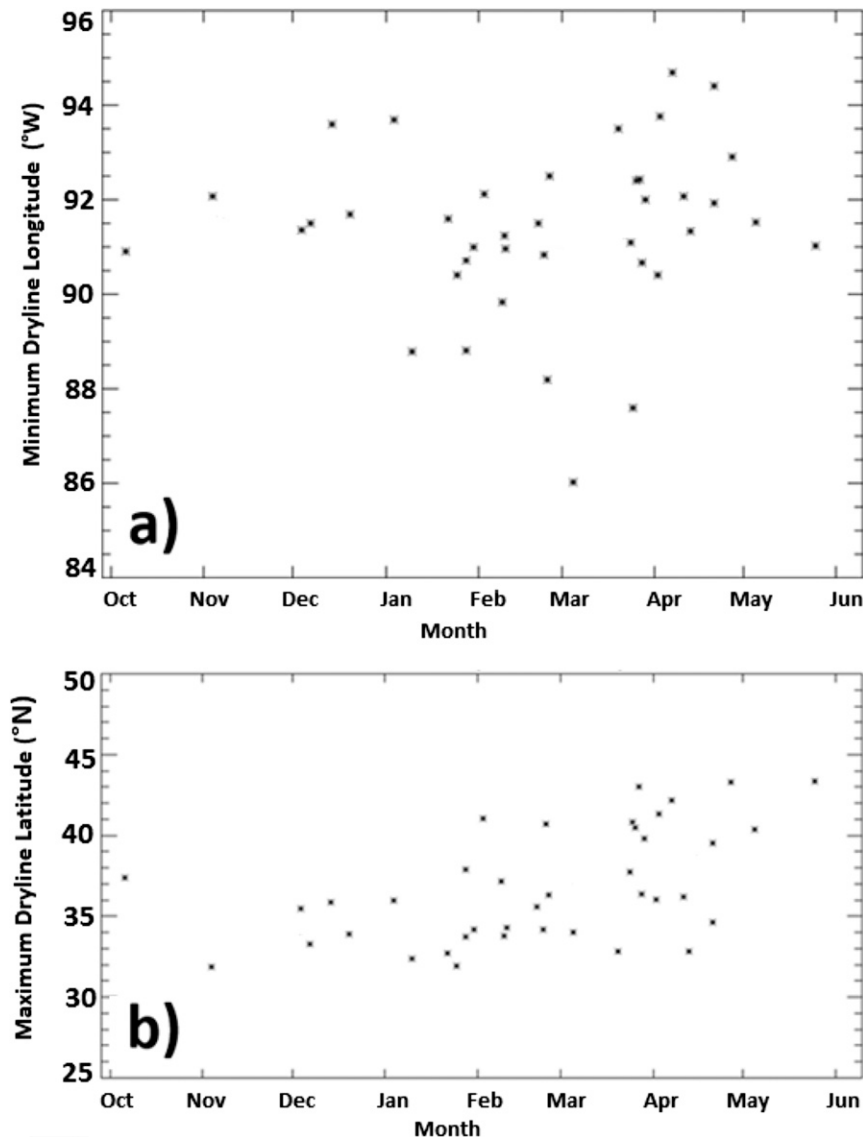 96
94
92
90
88
86
84
Minimum Dryline Longitude (°W)
a)
Oct Nov Dec Jan Feb Mar Apr May Jun
Month
50
45
40
35
30
25
Maximum Dryline Latitude (°N)
b)
Oct Nov Dec Jan Feb Mar Apr May Jun
Month